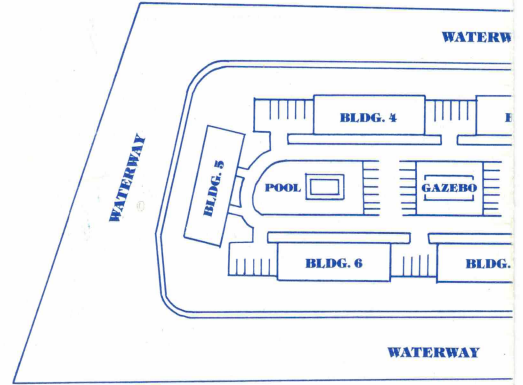 WATERW
BLDG. 4
B
WATERWAY
BLDG. 5
POOL
GAZEBO
BLDG. 6
BLDG.
WATERWAY